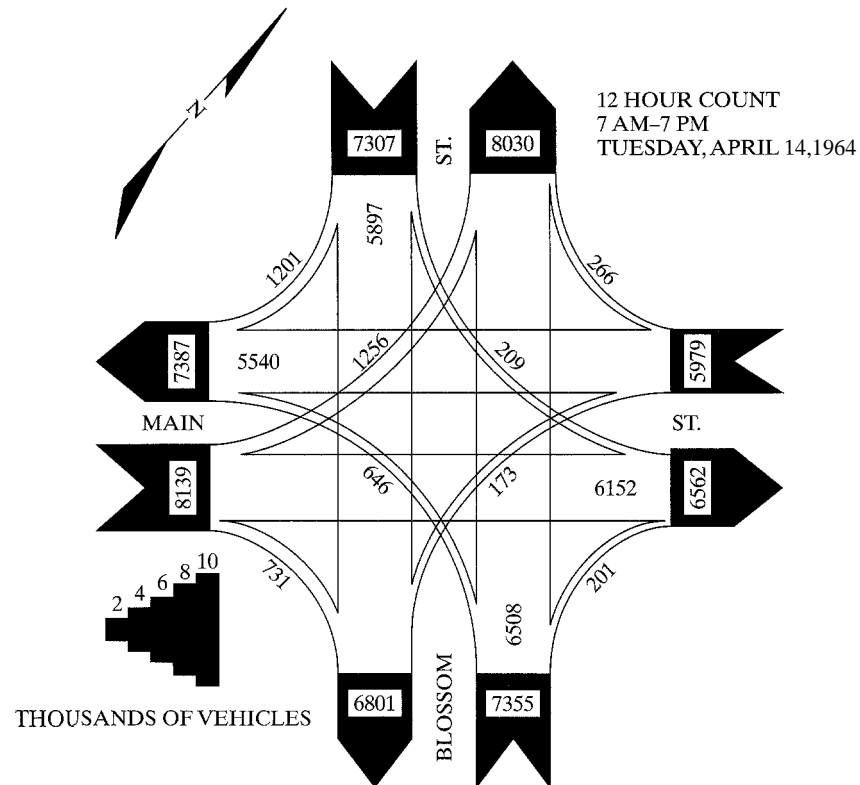 12 HOUR COUNT
7 AM–7 PM
TUESDAY, APRIL 14,1964
N
7307
ST.
8030
5897
1201
266
7387
5540
1256
209
5979
MAIN
ST.
8139
646
173
6152
6562
731
201
6508
2 4 6 8 10
THOUSANDS OF VEHICLES
6801
BLOSSOM
7355